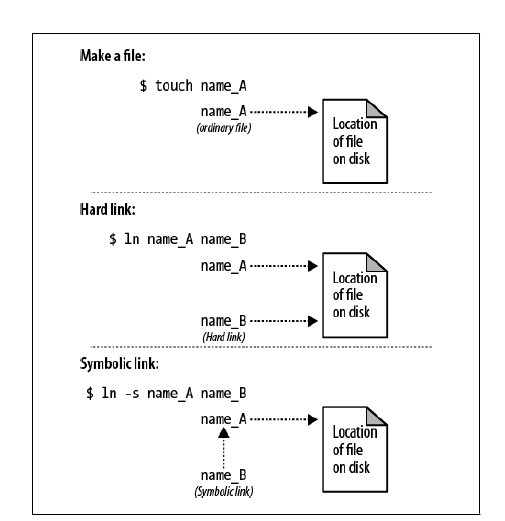 Make a file:
$ touch name_A
name_A
(ordinary file)
Location
of file
on disk
Hard link:
$ ln name_A name_B
name_A
name_B
(Hard link)
Location
of file
on disk
Symbolic link:
$ ln -s name_A name_B
name_A
name_B
(Symbolic link)
Location
of file
on disk